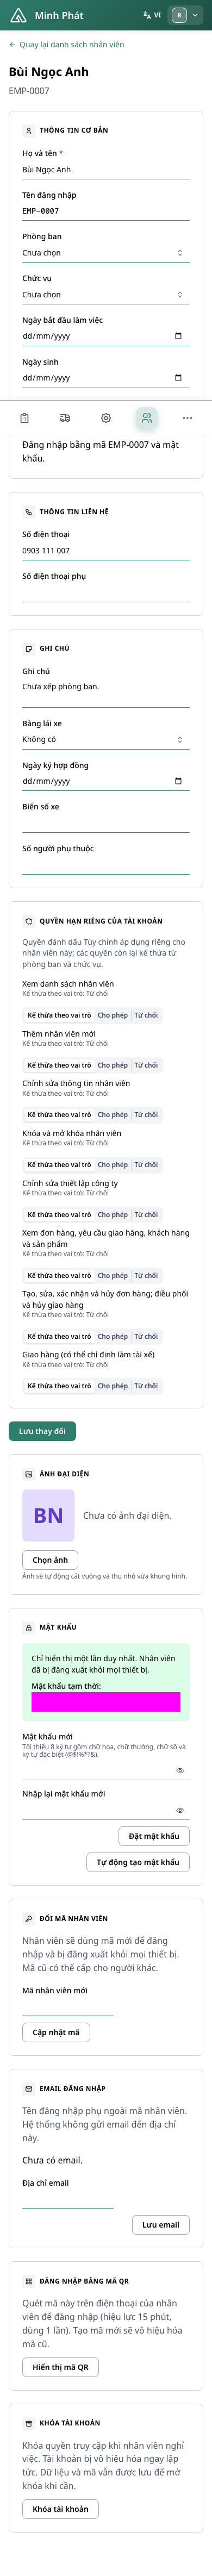 Minh Phát
VI
R
Quay lại danh sách nhân viên
Bùi Ngọc Anh
EMP-0007
THÔNG TIN CƠ BẢN
Họ và tên *
Bùi Ngọc Anh
Tên đăng nhập
EMP-0007
Phòng ban
Chưa chọn
Chức vụ
Chưa chọn
Ngày bắt đầu làm việc
dd/mm/yyyy
Ngày sinh
dd/mm/yyyy
Đăng nhập bằng mã EMP-0007 và mật
khẩu.
THÔNG TIN LIÊN HỆ
Số điện thoại
0903 111 007
Số điện thoại phụ
GHI CHÚ
Ghi chú
Chưa xếp phòng ban.
Bằng lái xe
Không có
Ngày ký hợp đồng
dd/mm/yyyy
Biển số xe
Số người phụ thuộc
QUYỀN HẠN RIÊNG CỦA TÀI KHOẢN
Quyền đánh dấu Tùy chỉnh áp dụng riêng cho
nhân viên này; các quyền còn lại kế thừa từ
phòng ban và chức vụ.
Xem danh sách nhân viên
Kế thừa theo vai trò: Từ chối
Kế thừa theo vai trò Cho phép Từ chối
Thêm nhân viên mới
Kế thừa theo vai trò: Từ chối
Kế thừa theo vai trò Cho phép Từ chối
Chỉnh sửa thông tin nhân viên
Kế thừa theo vai trò: Từ chối
Kế thừa theo vai trò Cho phép Từ chối
Khóa và mở khóa nhân viên
Kế thừa theo vai trò: Từ chối
Kế thừa theo vai trò Cho phép Từ chối
Chỉnh sửa thiết lập công ty
Kế thừa theo vai trò: Từ chối
Kế thừa theo vai trò Cho phép Từ chối
Xem đơn hàng, yêu cầu giao hàng, khách hàng
và sản phẩm
Kế thừa theo vai trò: Từ chối
Kế thừa theo vai trò Cho phép Từ chối
Tạo, sửa, xác nhận và hủy đơn hàng; điều phối
và hủy giao hàng
Kế thừa theo vai trò: Từ chối
Kế thừa theo vai trò Cho phép Từ chối
Giao hàng (có thể chỉ định làm tài xế)
Kế thừa theo vai trò: Từ chối
Kế thừa theo vai trò Cho phép Từ chối
Lưu thay đổi
ẢNH ĐẠI DIỆN
BN
Chưa có ảnh đại diện.
Chọn ảnh
Ảnh sẽ tự động cắt vuông và thu nhỏ vừa khung hình.
MẬT KHẨU
Chỉ hiển thị một lần duy nhất. Nhân viên
đã bị đăng xuất khỏi mọi thiết bị.
Mật khẩu tạm thời:
Mật khẩu mới
Tối thiểu 8 ký tự gồm chữ hoa, chữ thường, chữ số và
ký tự đặc biệt (@$!%*?&).
Nhập lại mật khẩu mới
Đặt mật khẩu
Tự động tạo mật khẩu
ĐỔI MÃ NHÂN VIÊN
Nhân viên sẽ dùng mã mới để đăng
nhập và bị đăng xuất khỏi mọi thiết bị.
Mã cũ có thể cấp cho người khác.
Mã nhân viên mới
Cập nhật mã
EMAIL ĐĂNG NHẬP
Tên đăng nhập phụ ngoài mã nhân viên.
Hệ thống không gửi email đến địa chỉ
này.
Chưa có email.
Địa chỉ email
Lưu email
ĐĂNG NHẬP BẰNG MÃ QR
Quét mã này trên điện thoại của nhân
viên để đăng nhập (hiệu lực 15 phút,
dùng 1 lần). Tạo mã mới sẽ vô hiệu hóa
mã cũ.
Hiển thị mã QR
KHÓA TÀI KHOẢN
Khóa quyền truy cập khi nhân viên nghỉ
việc. Tài khoản bị vô hiệu hóa ngay lập
tức. Dữ liệu và mã vẫn được lưu để mở
khóa khi cần.
Khóa tài khoản